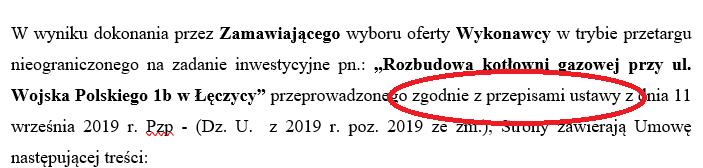 W wyniku dokonania przez Zamawiającego wyboru oferty Wykonawcy w trybie przetargu
nieograniczonego na zadanie inwestycyjne pn.: „Rozbudowa kotłowni gazowej przy ul.
Wojska Polskiego 1b w Łęczycy” przeprowadzonego zgodnie z przepisami ustawy z dnia 11
września 2019 r. Pzp - (Dz. U. z 2019 r. poz. 2019 ze zm.), Strony zawierają Umowę
następującej treści: